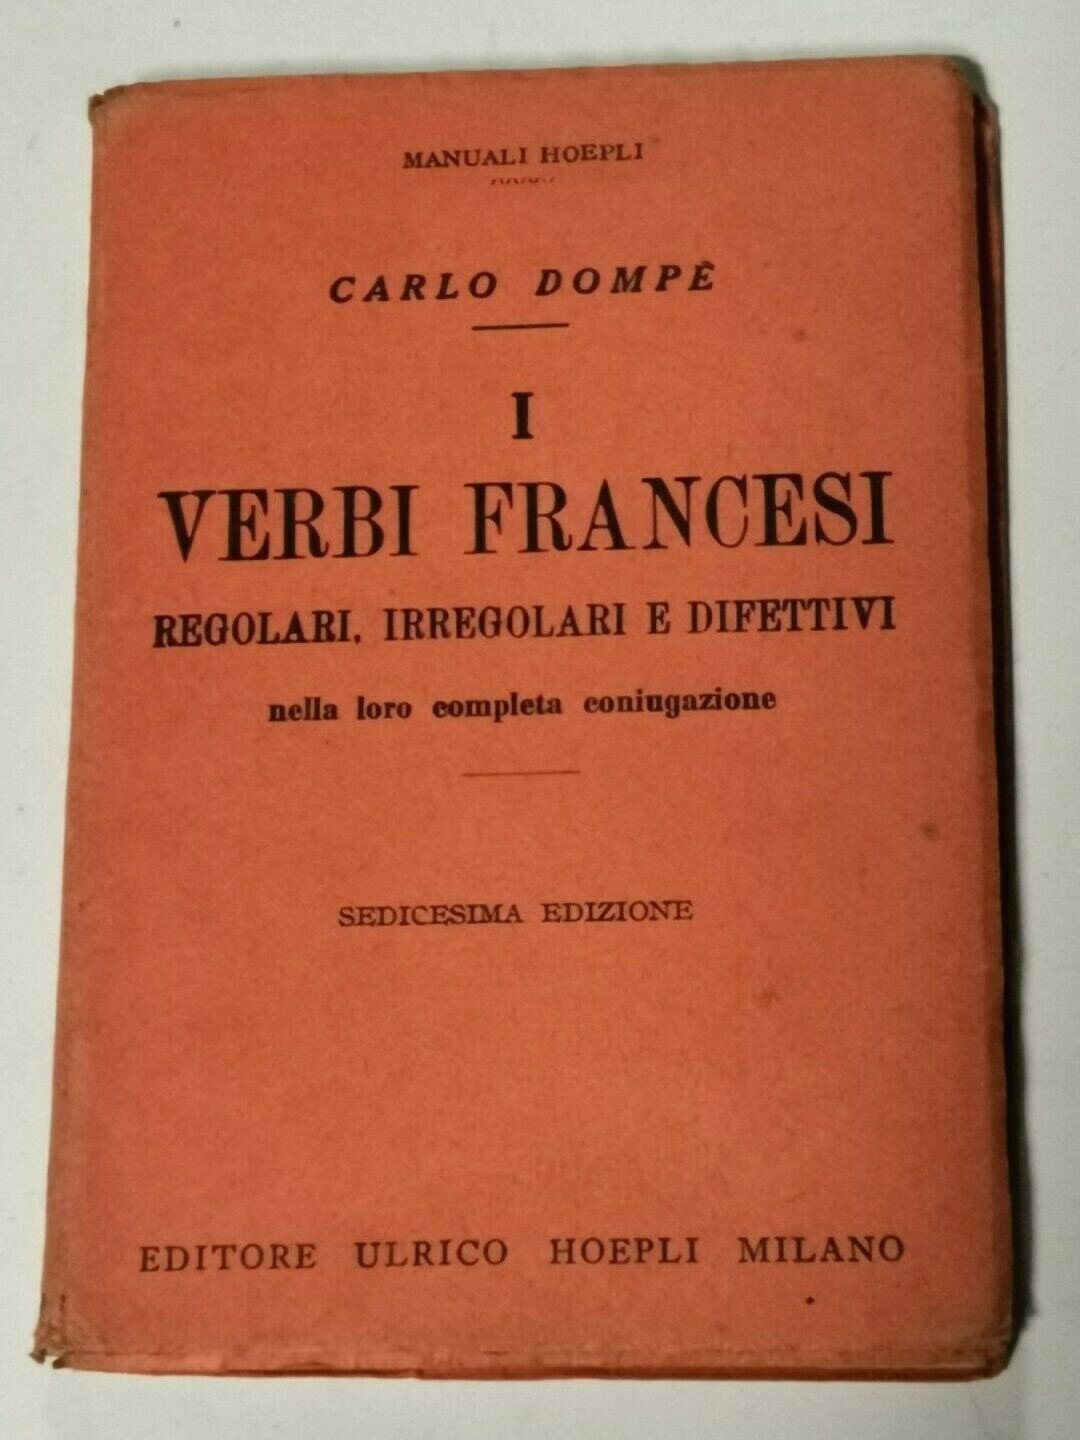 MANUALI HOEPLI
CARLO DOMPÈ
I
VERBI FRANCESI
REGOLARI, IRREGOLARI E DIFETTIVI
nella loro completa coniugazione
SEDICESIMA EDIZIONE
EDITORE ULRICO HOEPLI MILANO